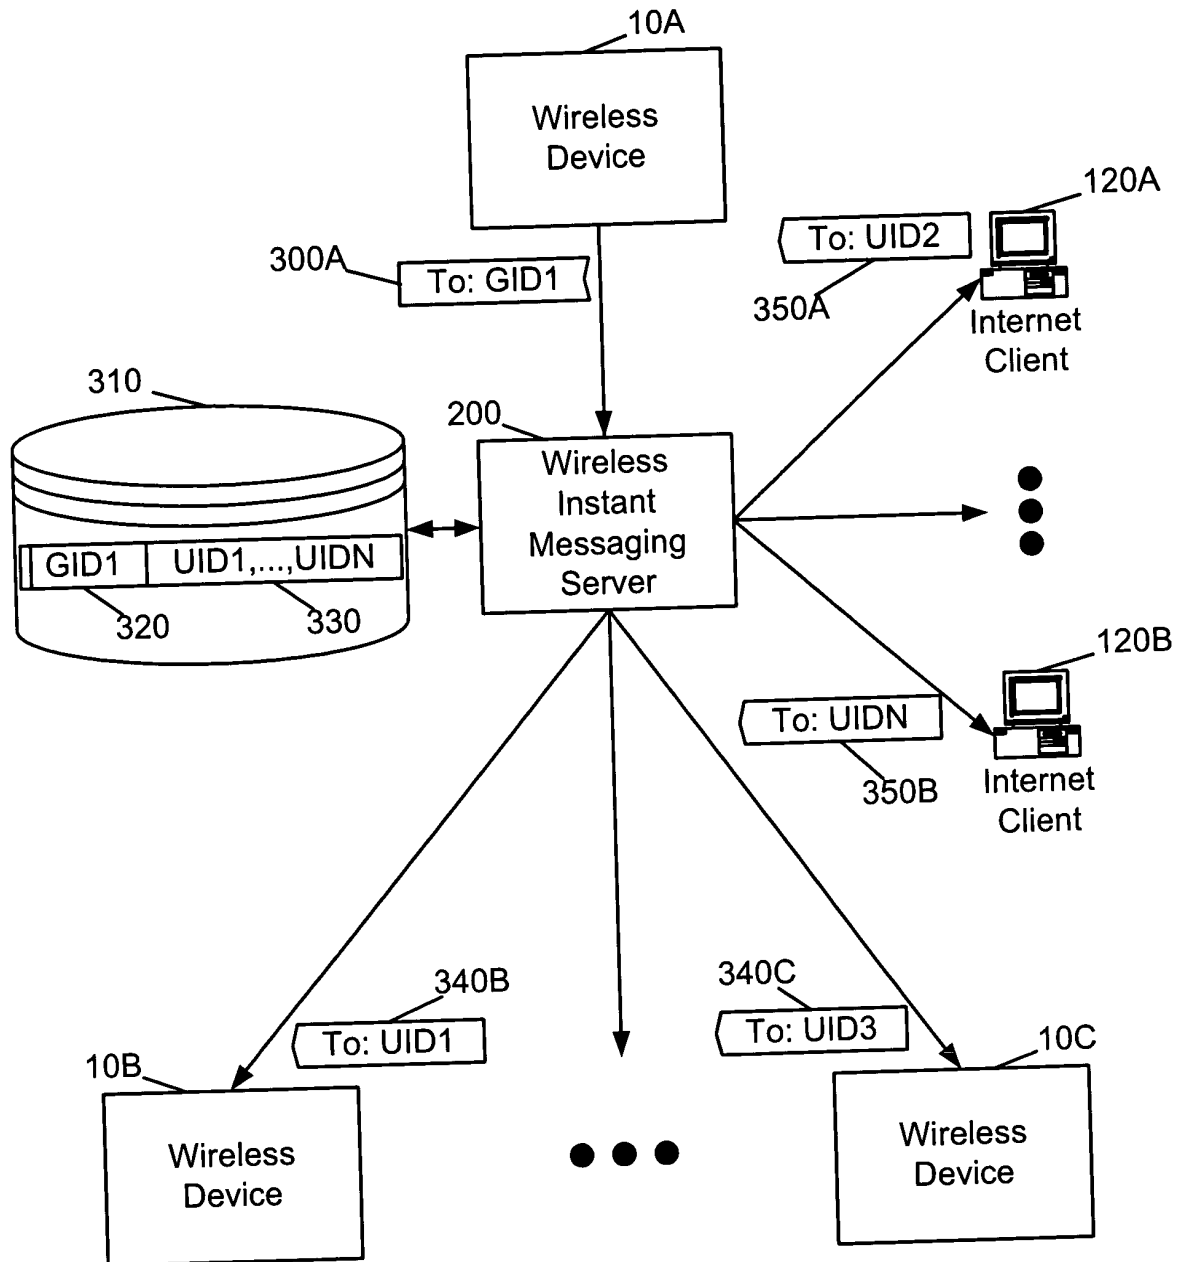 10A
Wireless
Device
120A
To: UID2
300A
To: GID1
350A
Internet
Client
310
200
Wireless
Instant
Messaging
Server
GID1 UID1,...,UIDN
320
330
120B
To: UIDN
350B
Internet
Client
340B
To: UID1
340C
To: UID3
10B
Wireless
Device
10C
Wireless
Device